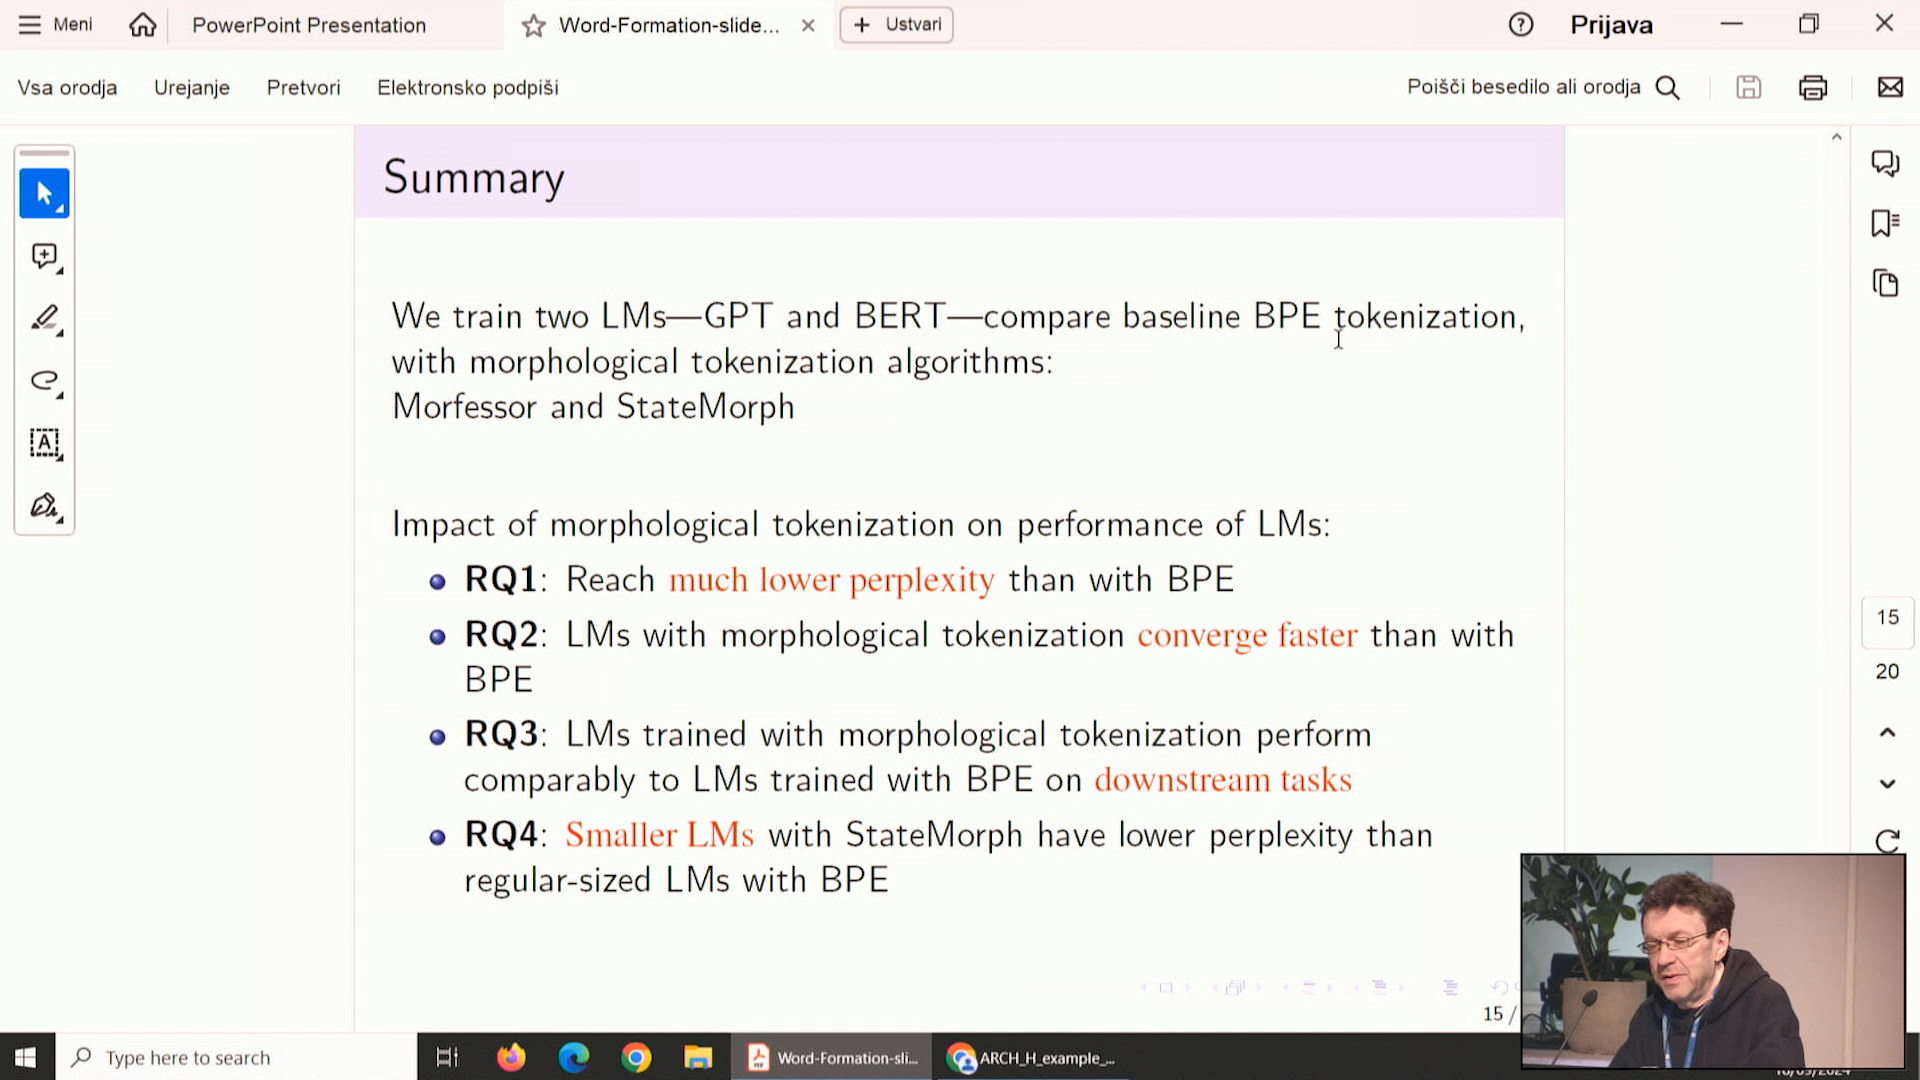 Meni
PowerPoint Presentation
Word-Formation-slide...
Ustvari
Prijava
Vsa orodja
Urejanje
Pretvori
Elektronsko podpiši
Poišči besedilo ali orodja
Summary
We train two LMs—GPT and BERT—compare baseline BPE tokenization,
with morphological tokenization algorithms:
Morfessor and StateMorph
Impact of morphological tokenization on performance of LMs:
RQ1: Reach much lower perplexity than with BPE
RQ2: LMs with morphological tokenization converge faster than with
BPE
RQ3: LMs trained with morphological tokenization perform
comparably to LMs trained with BPE on downstream tasks
RQ4: Smaller LMs with StateMorph have lower perplexity than
regular-sized LMs with BPE
15
20
15 /
Type here to search
Word-Formation-sli...
ARCH_H_example_...